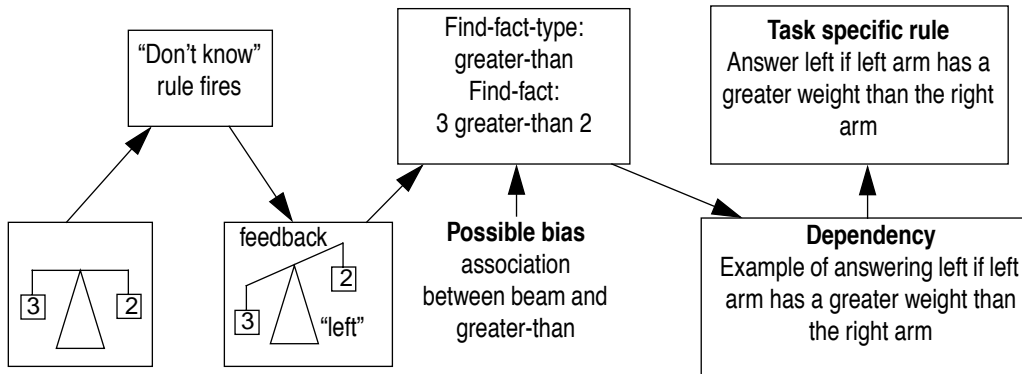 3
2
“Don’t know”
rule fires
feedback
2
3
“left”
Find-fact-type:
greater-than
Find-fact:
3 greater-than 2
Possible bias
association
between beam and
greater-than
Dependency
Example of answering left if left
arm has a greater weight than
the right arm
Task specific rule
Answer left if left arm has a
greater weight than the right
arm